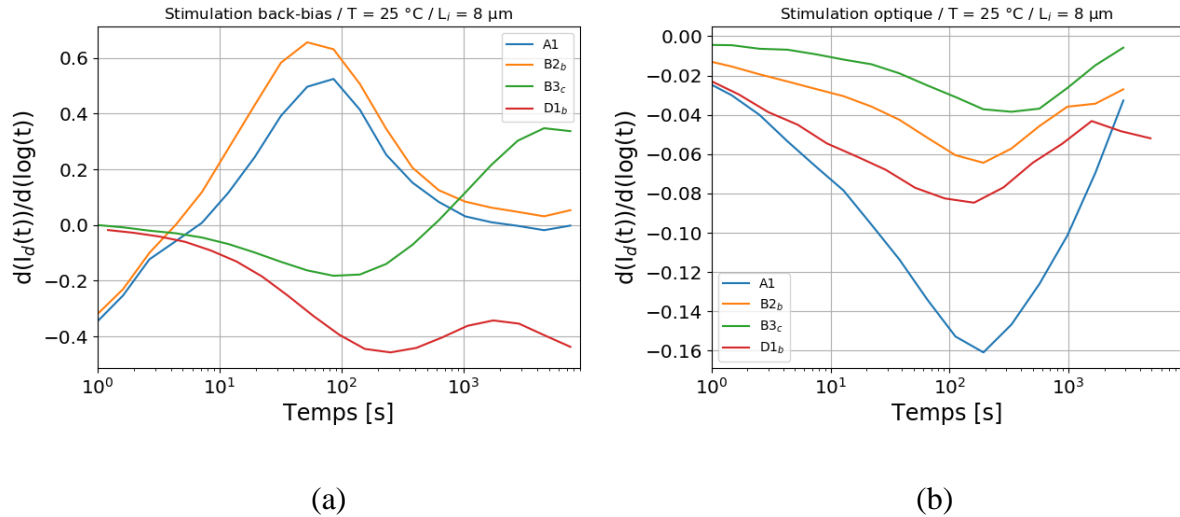 Stimulation back-bias / T = 25 °C / Lᵢ = 8 µm
d(I_d(t))/d(log(t))
0.6
0.4
0.2
0.0
−0.2
−0.4
A1
B2_b
B3_c
D1_b
10⁰
10¹
10²
10³
Temps [s]
(a)
Stimulation optique / T = 25 °C / Lᵢ = 8 µm
d(I_d(t))/d(log(t))
0.00
−0.02
−0.04
−0.06
−0.08
−0.10
−0.12
−0.14
−0.16
A1
B2_b
B3_c
D1_b
10⁰
10¹
10²
10³
Temps [s]
(b)